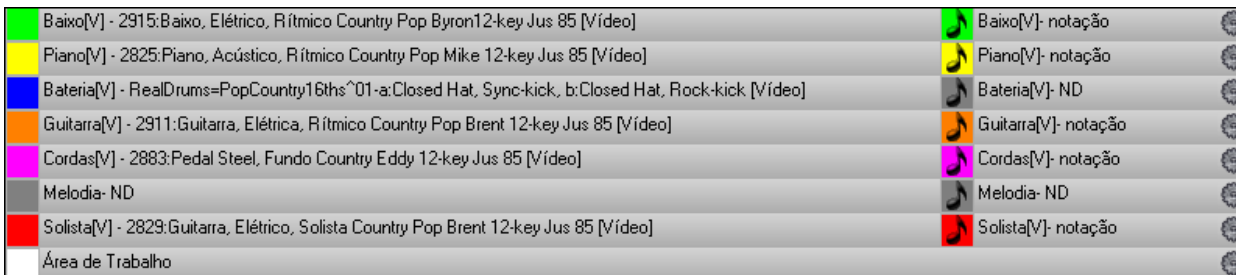 Baixo[V] - 2915:Baixo, Elétrico, Rítmico Country Pop Byron12-key Jus 85 [Vídeo] Baixo[V]- notação
Piano[V] - 2825:Piano, Acústico, Rítmico Country Pop Mike 12-key Jus 85 [Vídeo] Piano[V]- notação
Bateria[V] - RealDrums=PopCountry16ths^01-a:Closed Hat, Sync-kick, b:Closed Hat, Rock-kick [Vídeo] Bateria[V]- ND
Guitarra[V] - 2911:Guitarra, Elétrica, Rítmico Country Pop Brent 12-key Jus 85 [Vídeo] Guitarra[V]- notação
Cordas[V] - 2883:Pedal Steel, Fundo Country Eddy 12-key Jus 85 [Vídeo] Cordas[V]- notação
Melodia- ND Melodia- ND
Solista[V] - 2829:Guitarra, Elétrico, Solista Country Pop Brent 12-key Jus 85 [Vídeo] Solista[V]- notação
Área de Trabalho